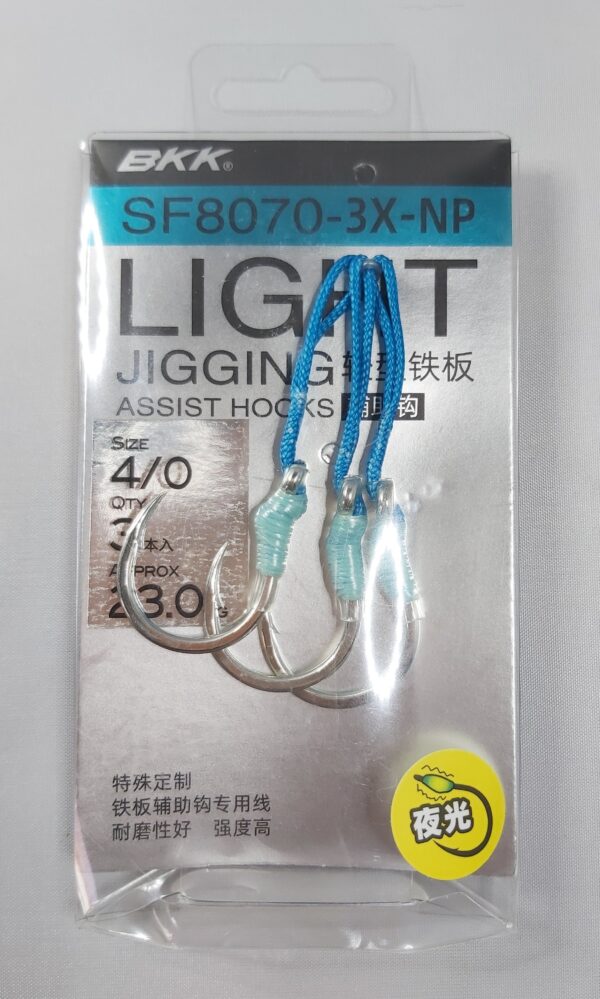 BKK®
SF8070-3X-NP
LIGHT
JIGGING 轻型铁板
ASSIST HOOKS 辅助钩
SIZE
4/0
QTY
3 本入
APPROX
23.0 G
特殊定制
铁板辅助钩专用线
耐磨性好 强度高
夜光